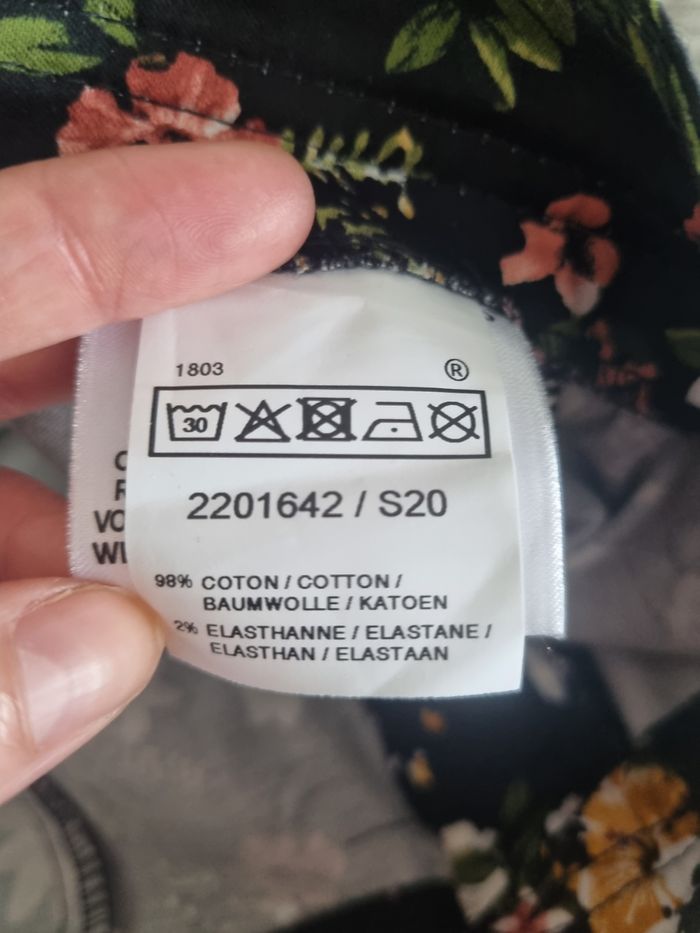 1803 ®
30
2201642 / S20
98% COTON / COTTON /
BAUMWOLLE / KATOEN
2% ELASTHANNE / ELASTANE /
ELASTHAN / ELASTAAN